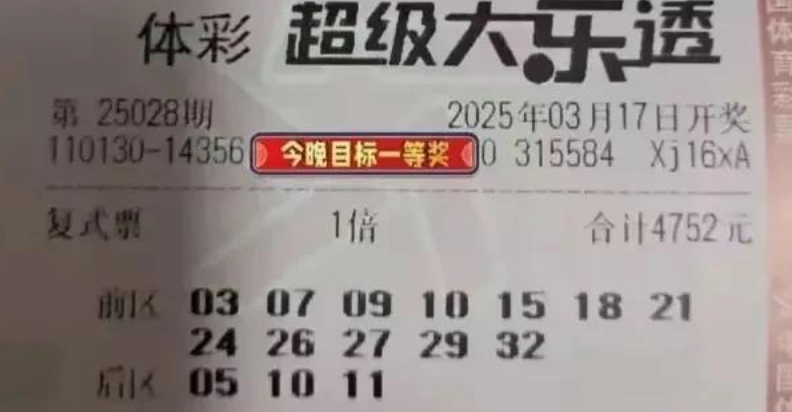 体彩 超级大乐透
第 25028期 2025年03月17日开奖
110130-14356 今晚目标一等奖 0 315584 Xj16xA
复式票 1倍 合计4752元
前区 03 07 09 10 15 18 21
24 26 27 29 32
后区 05 10 11
国体育彩票
中国体